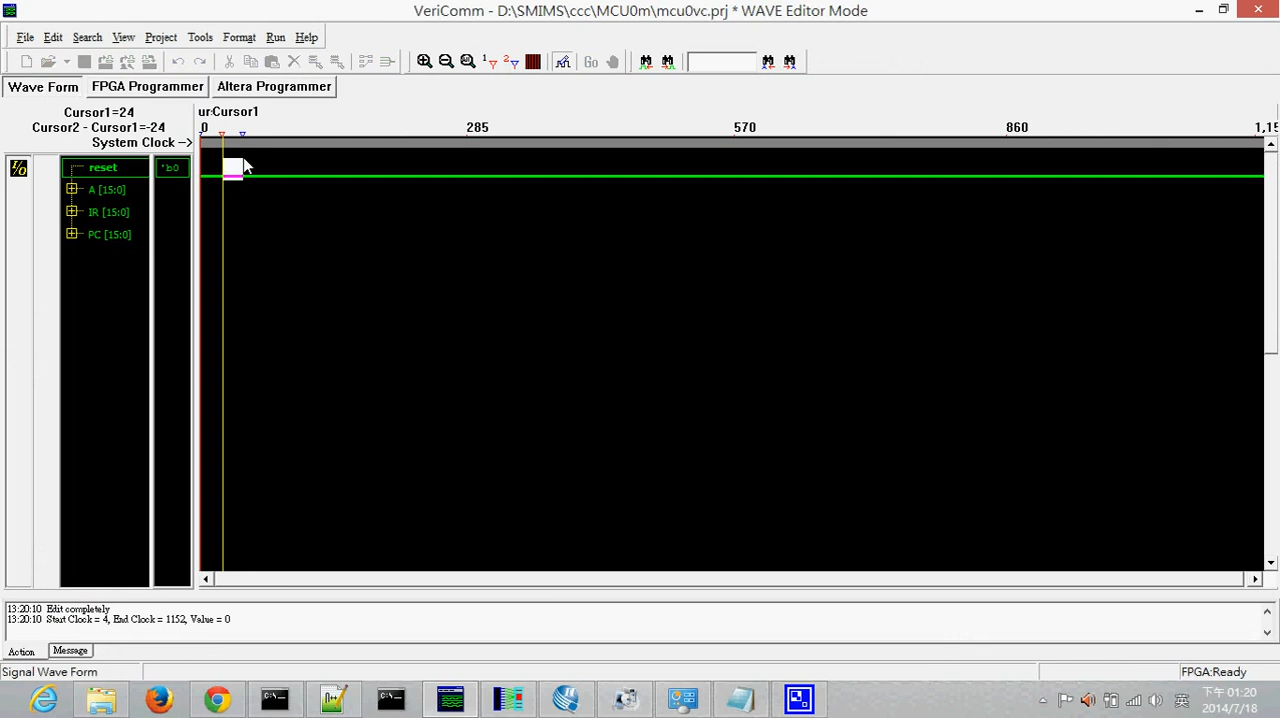 VeriComm - D:\SMIMS\ccc\MCU0m\mcu0vc.prj * WAVE Editor Mode
File Edit Search View Project Tools Format Run Help
Go
Wave Form FPGA Programmer Altera Programmer
Cursor1=24
Cursor2 - Cursor1=-24
System Clock ->
Cursor1
0 285 570 860 1,15
I/O
reset 'b0
A [15:0]
IR [15:0]
PC [15:0]
13:20:10 Edit completely
13:20:10 Start Clock = 4, End Clock = 1152, Value = 0
Action Message
Signal Wave Form FPGA:Ready
英
下午 01:20
2014/7/18